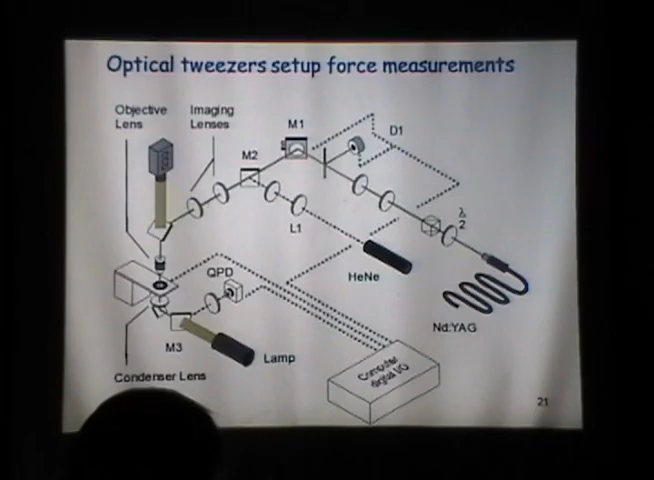 Optical tweezers setup force measurements
Objective
Lens
Imaging
Lenses
M1
D1
M2
L1
λ
2
HeNe
QPD
Nd:YAG
M3
Lamp
Computer
digital I/O
Condenser Lens
21